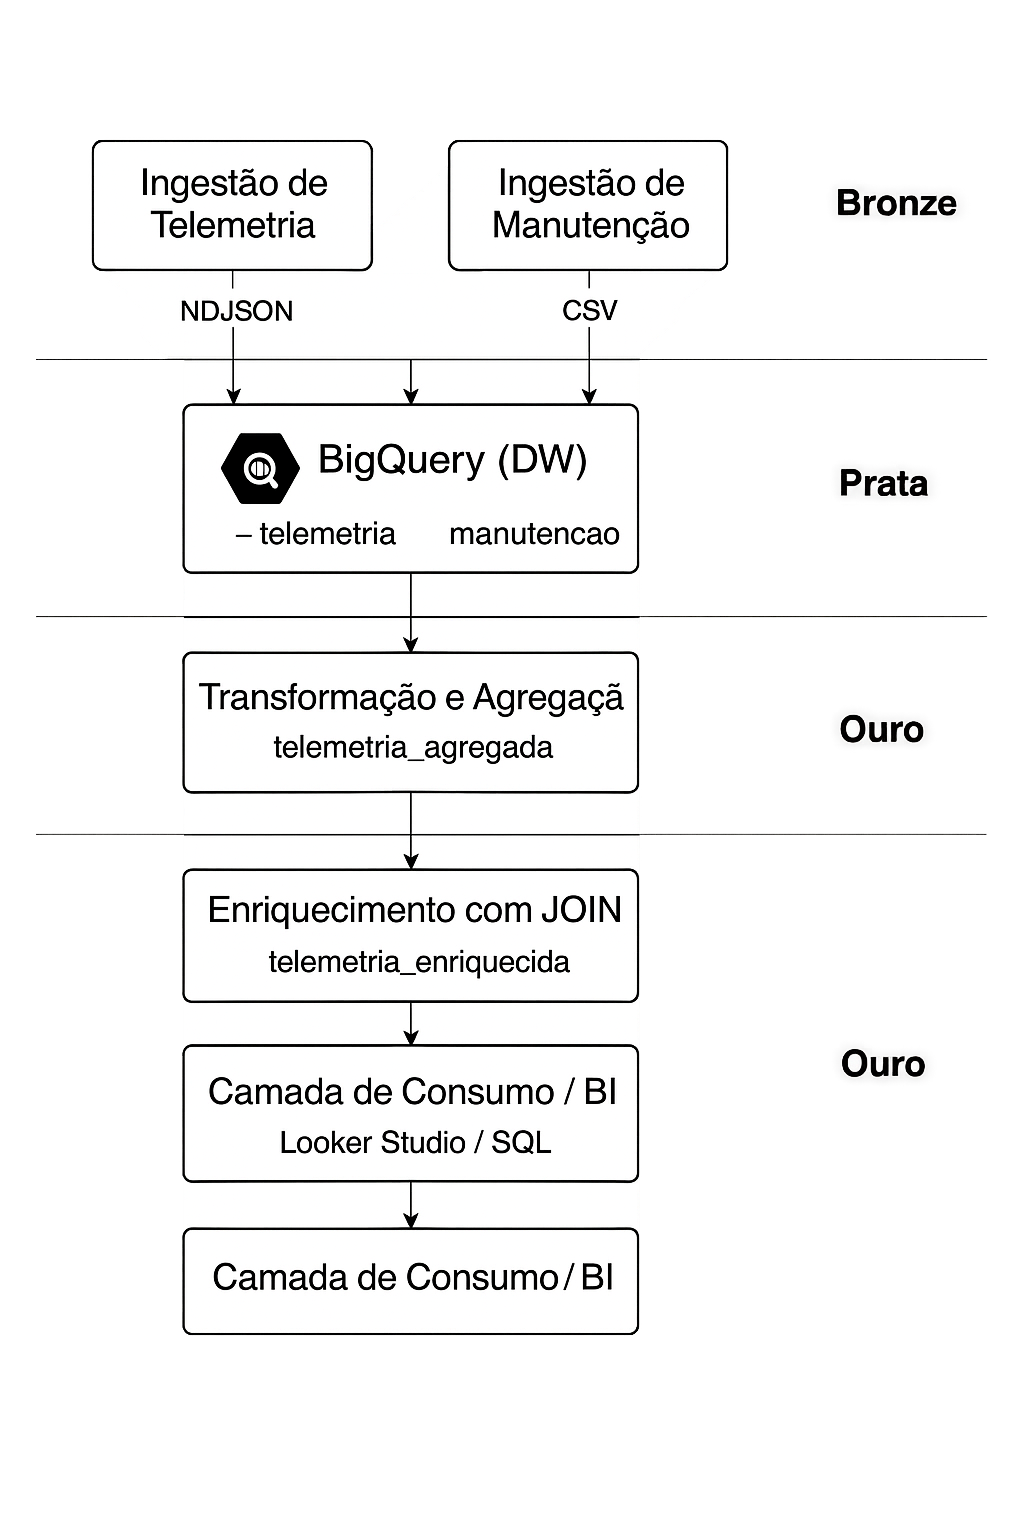 Ingestão de
Telemetria
Ingestão de
Manutenção
Bronze
NDJSON
CSV
BigQuery (DW)
– telemetria manutencao
Prata
Transformação e Agregaçã
telemetria_agregada
Ouro
Enriquecimento com JOIN
telemetria_enriquecida
Camada de Consumo / BI
Looker Studio / SQL
Ouro
Camada de Consumo / BI